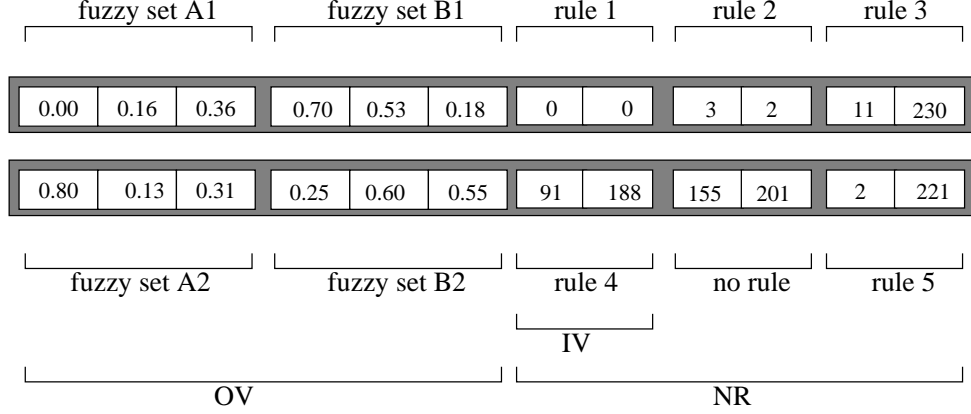 fuzzy set A1 fuzzy set B1 rule 1 rule 2 rule 3
0.00 0.16 0.36 0.70 0.53 0.18 0 0 3 2 11 230
0.80 0.13 0.31 0.25 0.60 0.55 91 188 155 201 2 221
fuzzy set A2 fuzzy set B2 rule 4 no rule rule 5
IV
OV NR